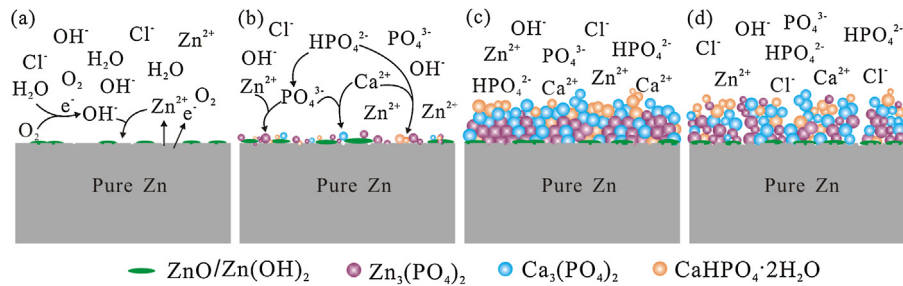 (a)
OH⁻ Cl⁻ Zn²⁺
Cl⁻ H₂O
H₂O O₂ OH⁻ H₂O
e⁻ OH⁻ Zn²⁺ O₂
O₂ e⁻
Pure Zn
(b)
Cl⁻ HPO₄²⁻ PO₄³⁻
OH⁻ OH⁻
Zn²⁺ PO₄³⁻ Ca²⁺
Zn²⁺ Zn²⁺
Pure Zn
(c)
OH⁻ Cl⁻
Zn²⁺ PO₄³⁻ HPO₄²⁻
HPO₄²⁻ Ca²⁺ Zn²⁺ Ca²⁺
Pure Zn
(d)
Cl⁻ PO₄³⁻ HPO₄²⁻
OH⁻ HPO₄²⁻
Zn²⁺ Cl⁻ Ca²⁺ Cl⁻
Pure Zn
ZnO/Zn(OH)₂ Zn₃(PO₄)₂ Ca₃(PO₄)₂ CaHPO₄·2H₂O